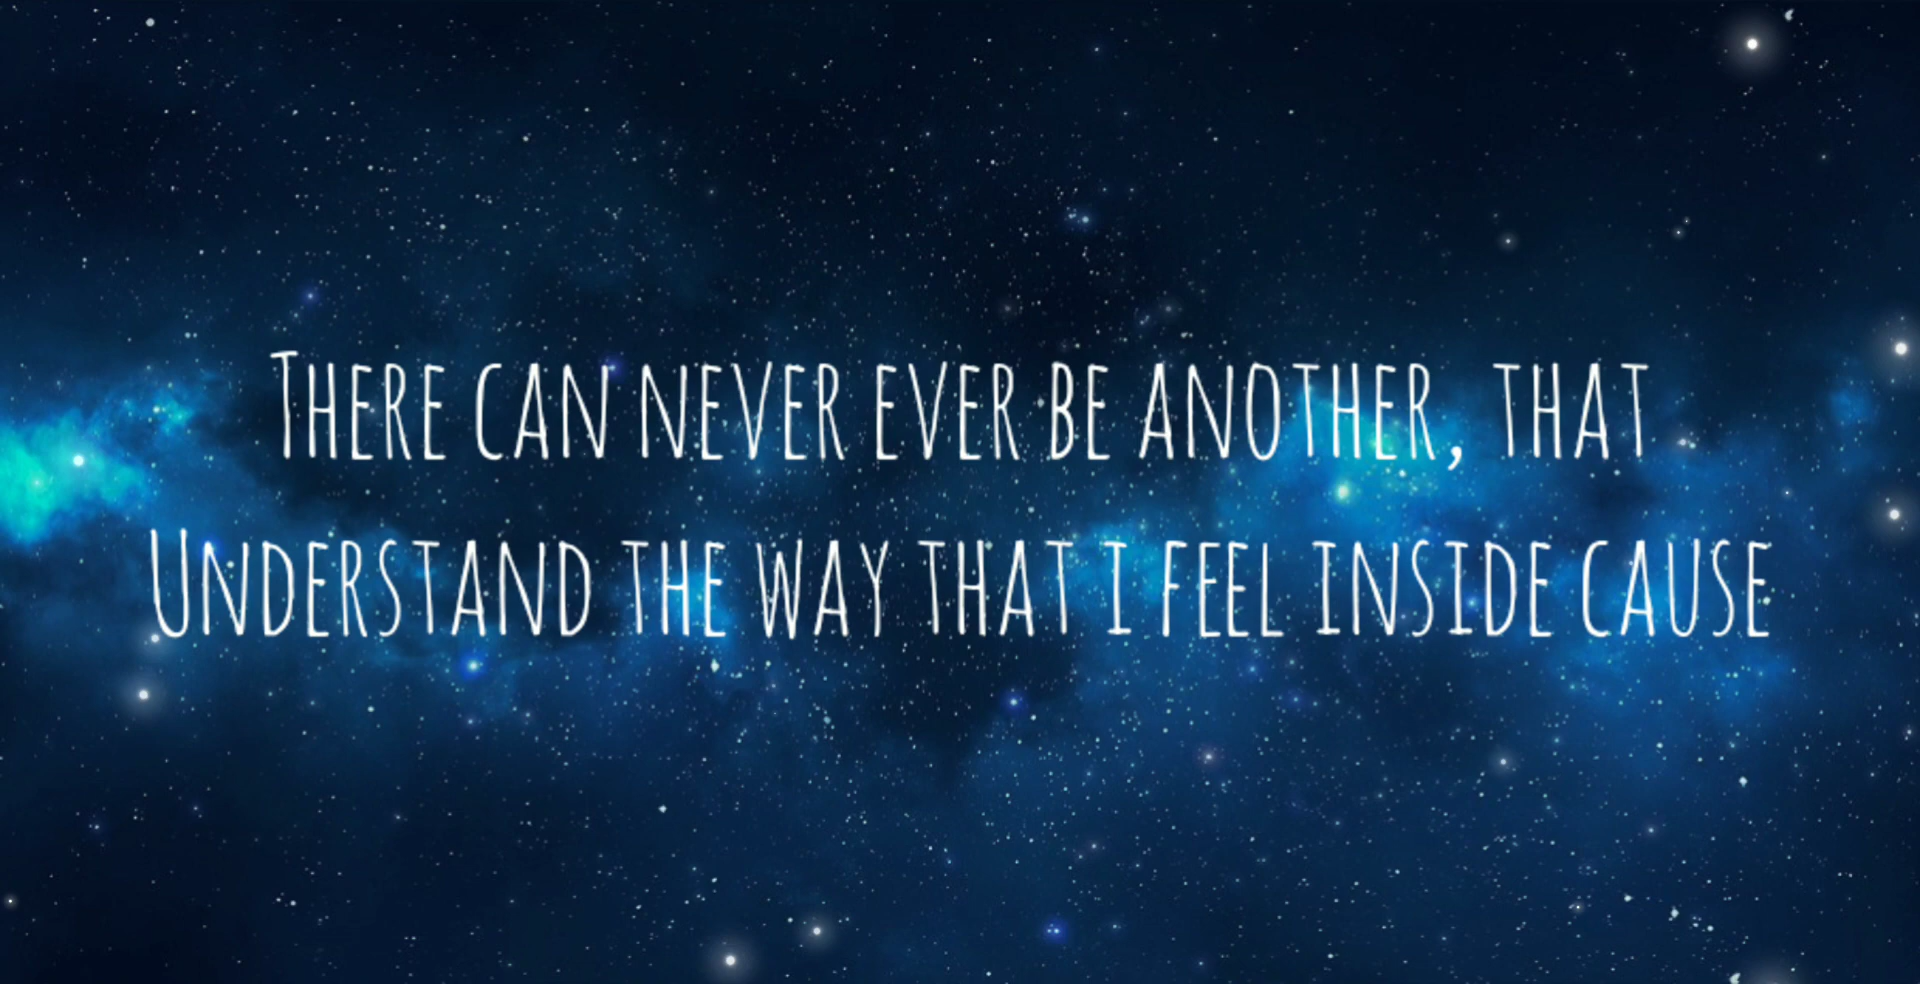 There can never ever be another, that
Understand the way that i feel inside cause